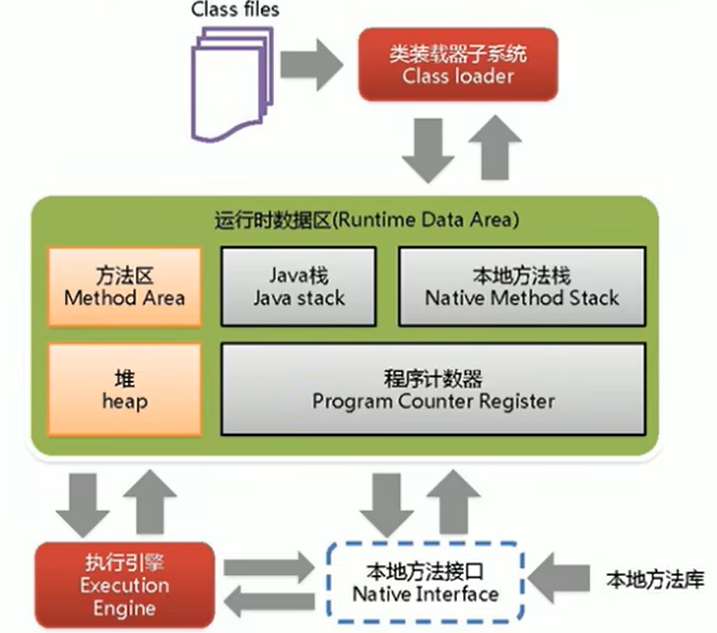 Class files
类装载器子系统
Class loader
运行时数据区(Runtime Data Area)
方法区
Method Area
Java栈
Java stack
本地方法栈
Native Method Stack
堆
heap
程序计数器
Program Counter Register
执行引擎
Execution
Engine
本地方法接口
Native Interface
本地方法库